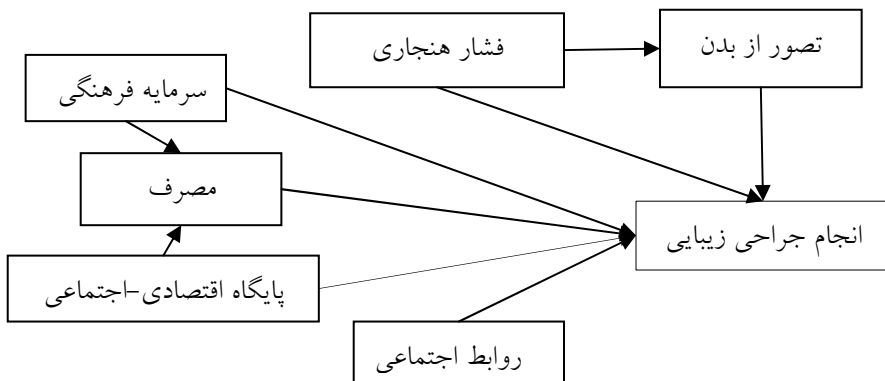 تصور از بدن
فشار هنجاری
سرمایه فرهنگی
مصرف
انجام جراحی زیبایی
پایگاه اقتصادی-اجتماعی
روابط اجتماعی